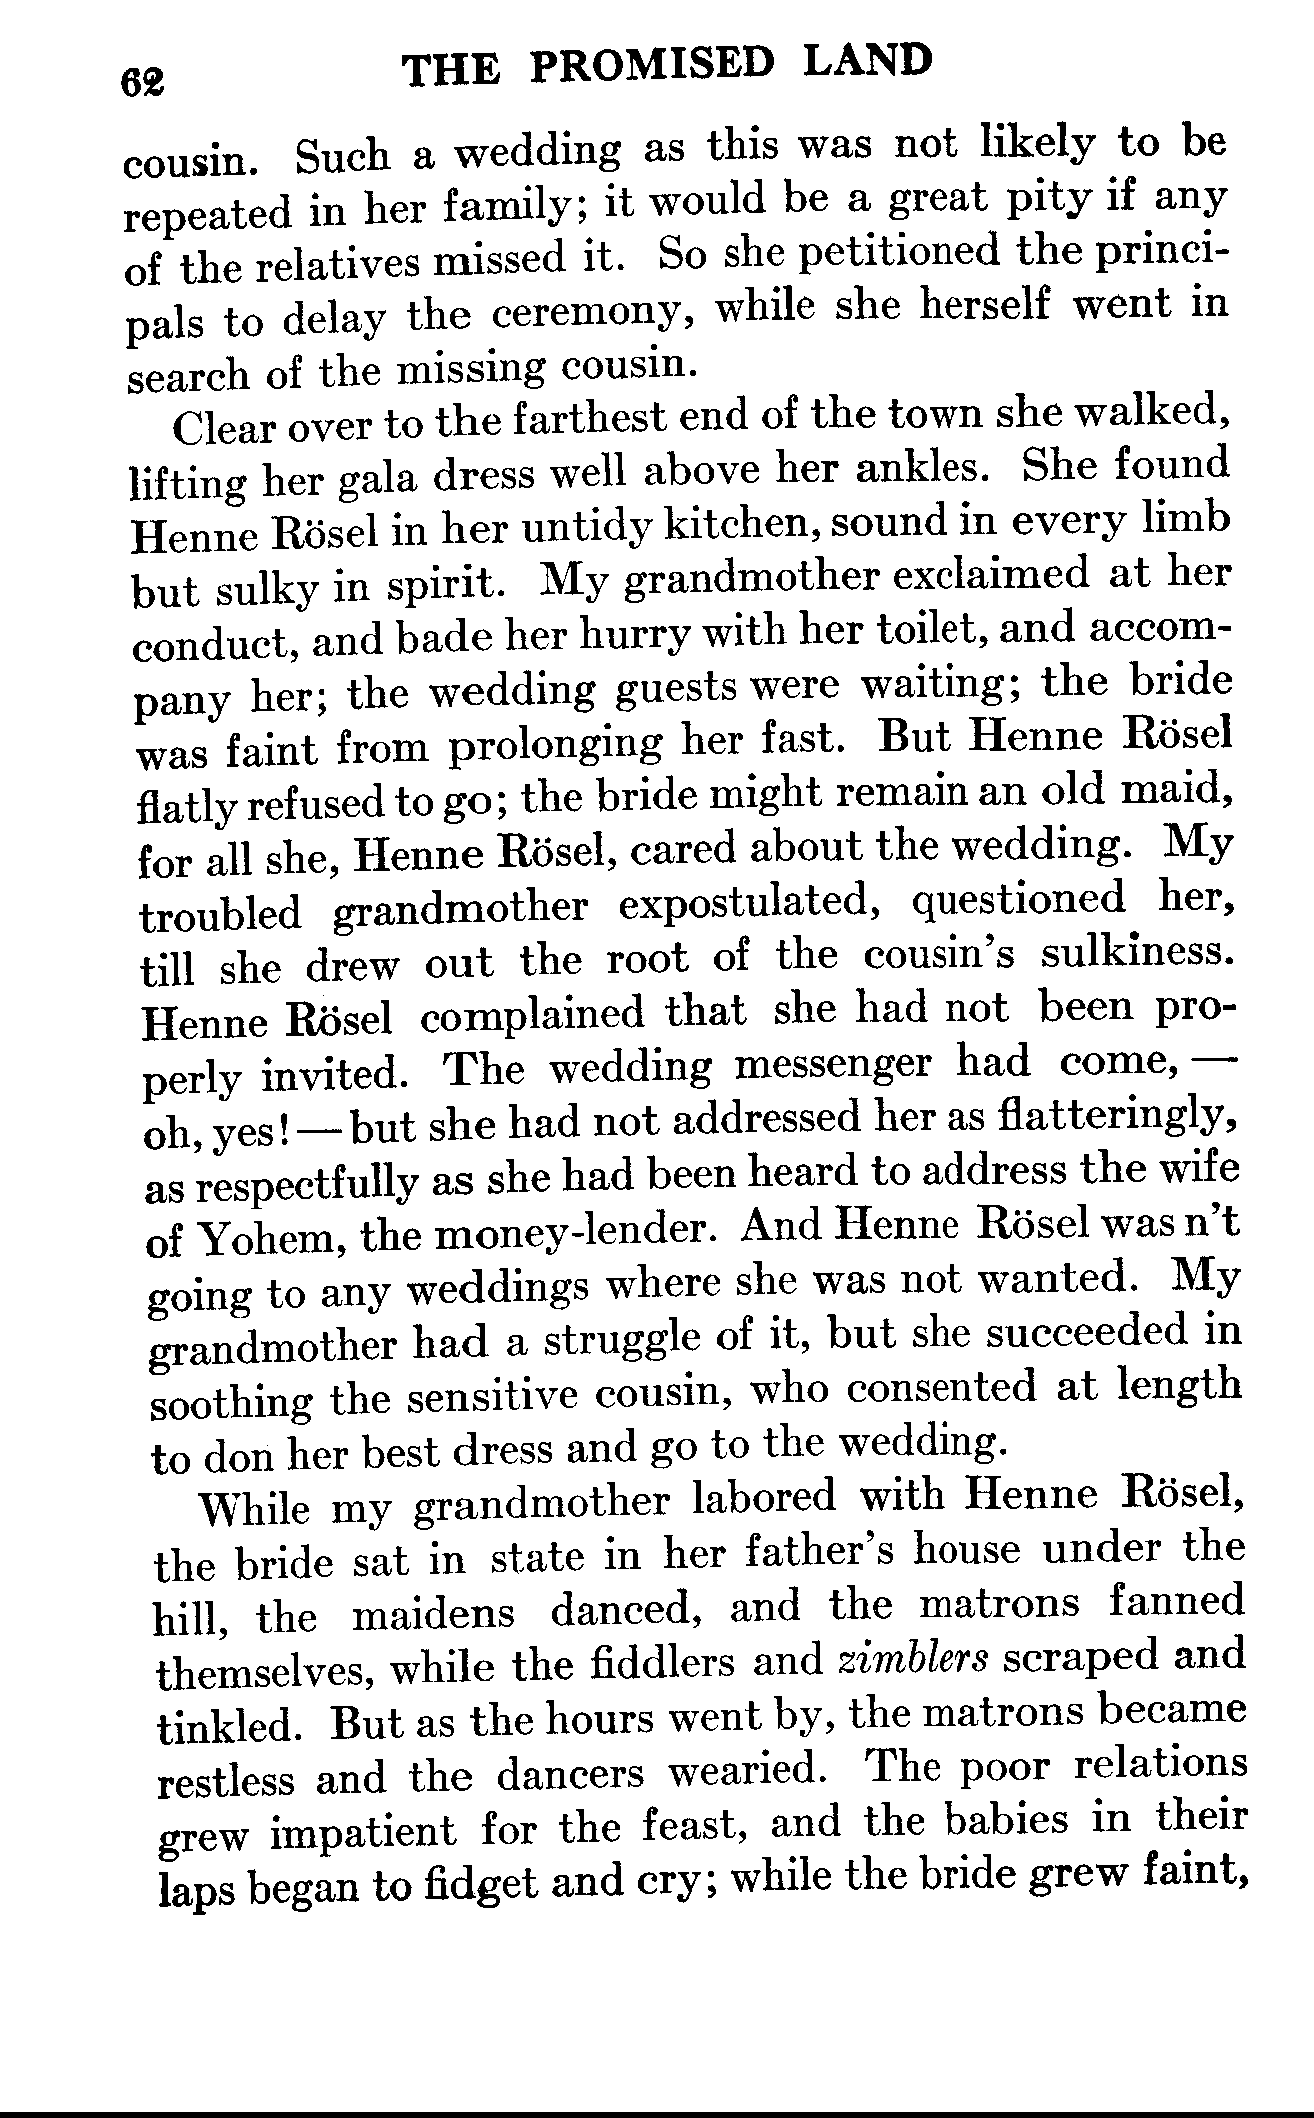 62 THE PROMISED LAND
cousin. Such a wedding as this was not likely to be
repeated in her family; it would be a great pity if any
of the relatives missed it. So she petitioned the princi-
pals to delay the ceremony, while she herself went in
search of the missing cousin.
Clear over to the farthest end of the town she walked,
lifting her gala dress well above her ankles. She found
Henne Rösel in her untidy kitchen, sound in every limb
but sulky in spirit. My grandmother exclaimed at her
conduct, and bade her hurry with her toilet, and accom-
pany her; the wedding guests were waiting; the bride
was faint from prolonging her fast. But Henne Rösel
flatly refused to go; the bride might remain an old maid,
for all she, Henne Rösel, cared about the wedding. My
troubled grandmother expostulated, questioned her,
till she drew out the root of the cousin's sulkiness.
Henne Rösel complained that she had not been pro-
perly invited. The wedding messenger had come, —
oh, yes! — but she had not addressed her as flatteringly,
as respectfully as she had been heard to address the wife
of Yohem, the money-lender. And Henne Rösel was n't
going to any weddings where she was not wanted. My
grandmother had a struggle of it, but she succeeded in
soothing the sensitive cousin, who consented at length
to don her best dress and go to the wedding.
While my grandmother labored with Henne Rösel,
the bride sat in state in her father's house under the
hill, the maidens danced, and the matrons fanned
themselves, while the fiddlers and zimblers scraped and
tinkled. But as the hours went by, the matrons became
restless and the dancers wearied. The poor relations
grew impatient for the feast, and the babies in their
laps began to fidget and cry; while the bride grew faint,